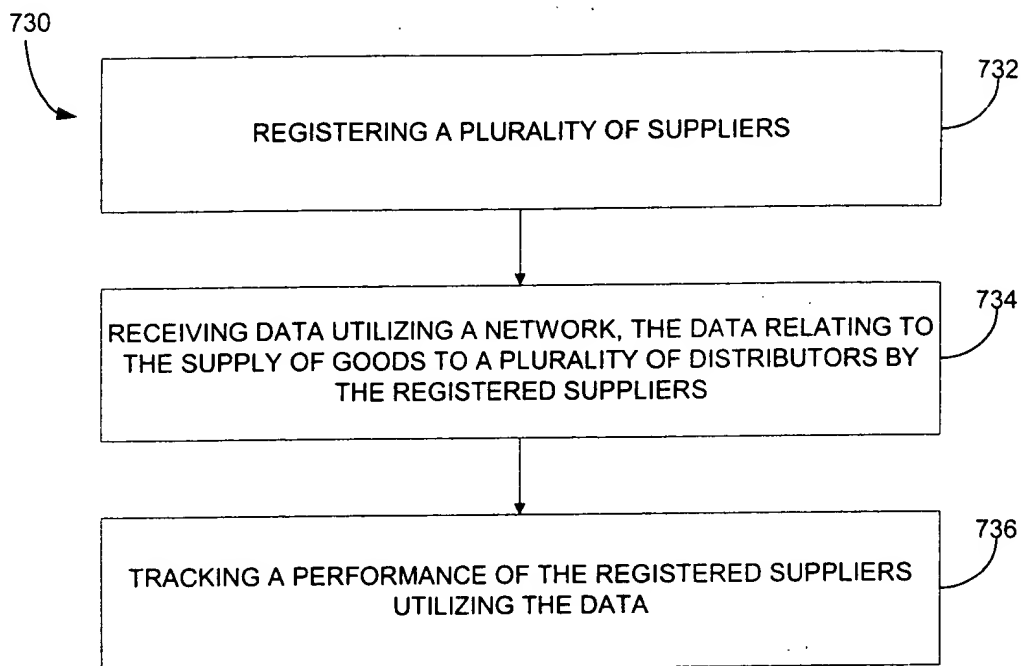 730
732
REGISTERING A PLURALITY OF SUPPLIERS
734
RECEIVING DATA UTILIZING A NETWORK, THE DATA RELATING TO
THE SUPPLY OF GOODS TO A PLURALITY OF DISTRIBUTORS BY
THE REGISTERED SUPPLIERS
736
TRACKING A PERFORMANCE OF THE REGISTERED SUPPLIERS
UTILIZING THE DATA